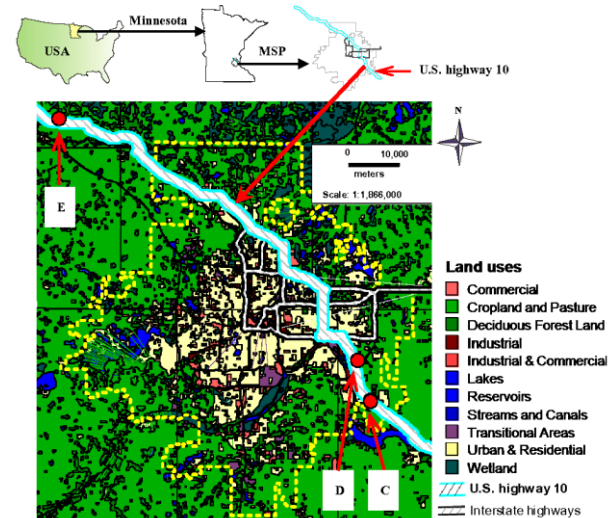 Minnesota
USA
MSP
U.S. highway 10
N
0 10,000
meters
Scale: 1:1,866,000
E
D
C
Land uses
Commercial
Cropland and Pasture
Deciduous Forest Land
Industrial
Industrial & Commercial
Lakes
Reservoirs
Streams and Canals
Transitional Areas
Urban & Residential
Wetland
U.S. highway 10
Interstate highways